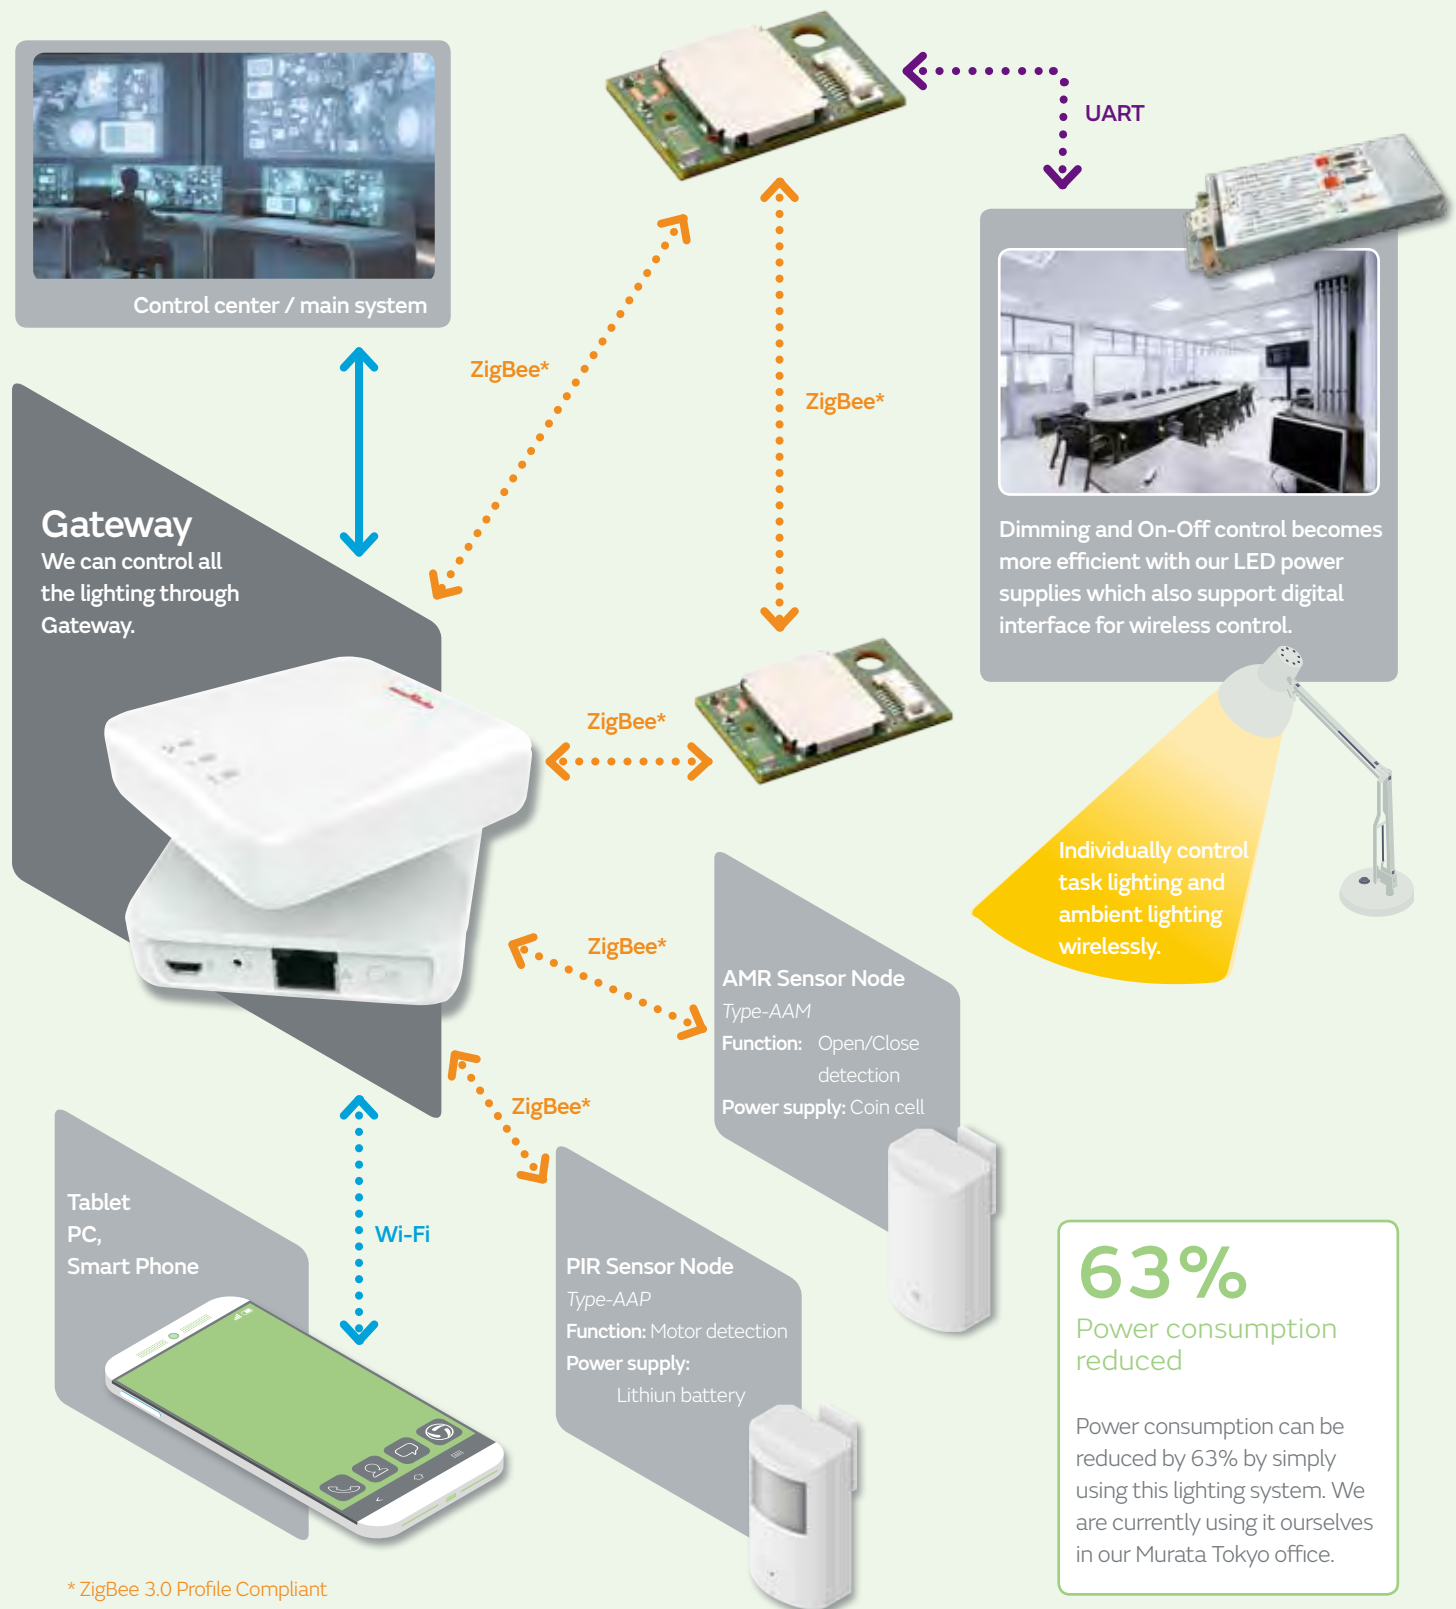 Control center / main system
UART
ZigBee*
ZigBee*
Gateway
We can control all
the lighting through
Gateway.
Dimming and On-Off control becomes
more efficient with our LED power
supplies which also support digital
interface for wireless control.
ZigBee*
Individually control
task lighting and
ambient lighting
wirelessly.
ZigBee*
AMR Sensor Node
Type-AAM
Function: Open/Close
detection
Power supply: Coin cell
ZigBee*
Tablet
PC,
Smart Phone
Wi-Fi
PIR Sensor Node
Type-AAP
Function: Motor detection
Power supply:
Lithiun battery
63%
Power consumption
reduced
Power consumption can be
reduced by 63% by simply
using this lighting system. We
are currently using it ourselves
in our Murata Tokyo office.
* ZigBee 3.0 Profile Compliant